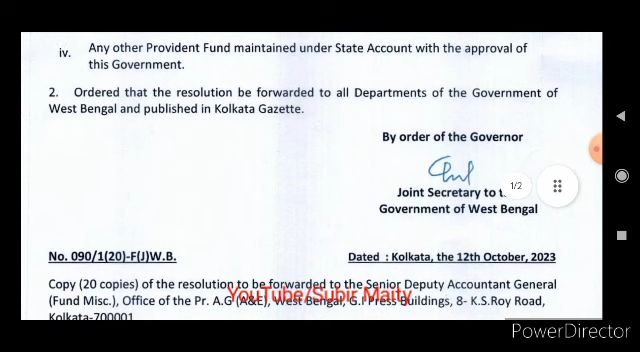 iv. Any other Provident Fund maintained under State Account with the approval of
this Government.
2. Ordered that the resolution be forwarded to all Departments of the Government of
West Bengal and published in Kolkata Gazette.
By order of the Governor
Joint Secretary to t
1/2
Government of West Bengal
No. 090/1(20)-F(J)W.B.
Dated : Kolkata, the 12th October, 2023
Copy (20 copies) of the resolution to be forwarded to the Senior Deputy Accountant General
(Fund Misc.), Office of the Pr. A.G (A&E), West Bengal, G.I Press Buildings, 8- K.S.Roy Road,
YouTube/Subir Maity
Kolkata-700001
PowerDirector